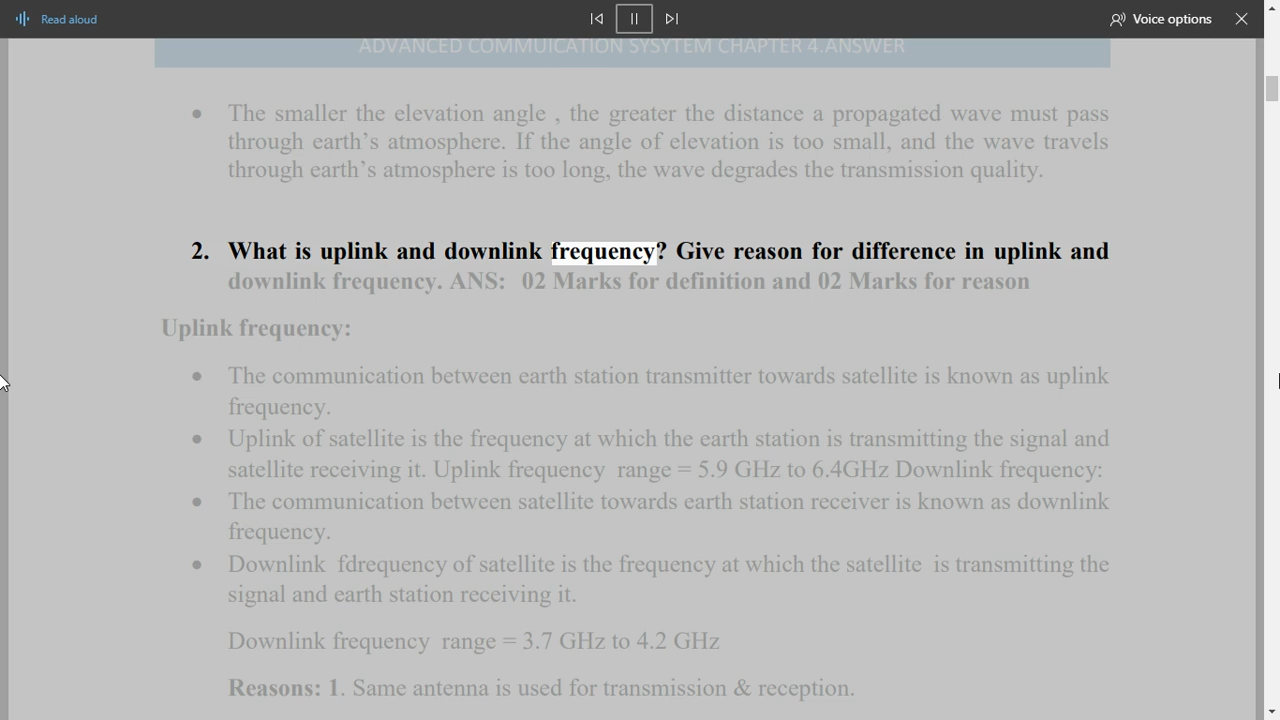 Read aloud
Voice options
ADVANCED COMMUICATION SYSYTEM CHAPTER 4.ANSWER
• The smaller the elevation angle , the greater the distance a propagated wave must pass
through earth's atmosphere. If the angle of elevation is too small, and the wave travels
through earth's atmosphere is too long, the wave degrades the transmission quality.
2. What is uplink and downlink frequency? Give reason for difference in uplink and
downlink frequency. ANS: 02 Marks for definition and 02 Marks for reason
Uplink frequency:
• The communication between earth station transmitter towards satellite is known as uplink
frequency.
• Uplink of satellite is the frequency at which the earth station is transmitting the signal and
satellite receiving it. Uplink frequency range = 5.9 GHz to 6.4GHz Downlink frequency:
• The communication between satellite towards earth station receiver is known as downlink
frequency.
• Downlink fdrequency of satellite is the frequency at which the satellite is transmitting the
signal and earth station receiving it.
Downlink frequency range = 3.7 GHz to 4.2 GHz
Reasons: 1. Same antenna is used for transmission & reception.